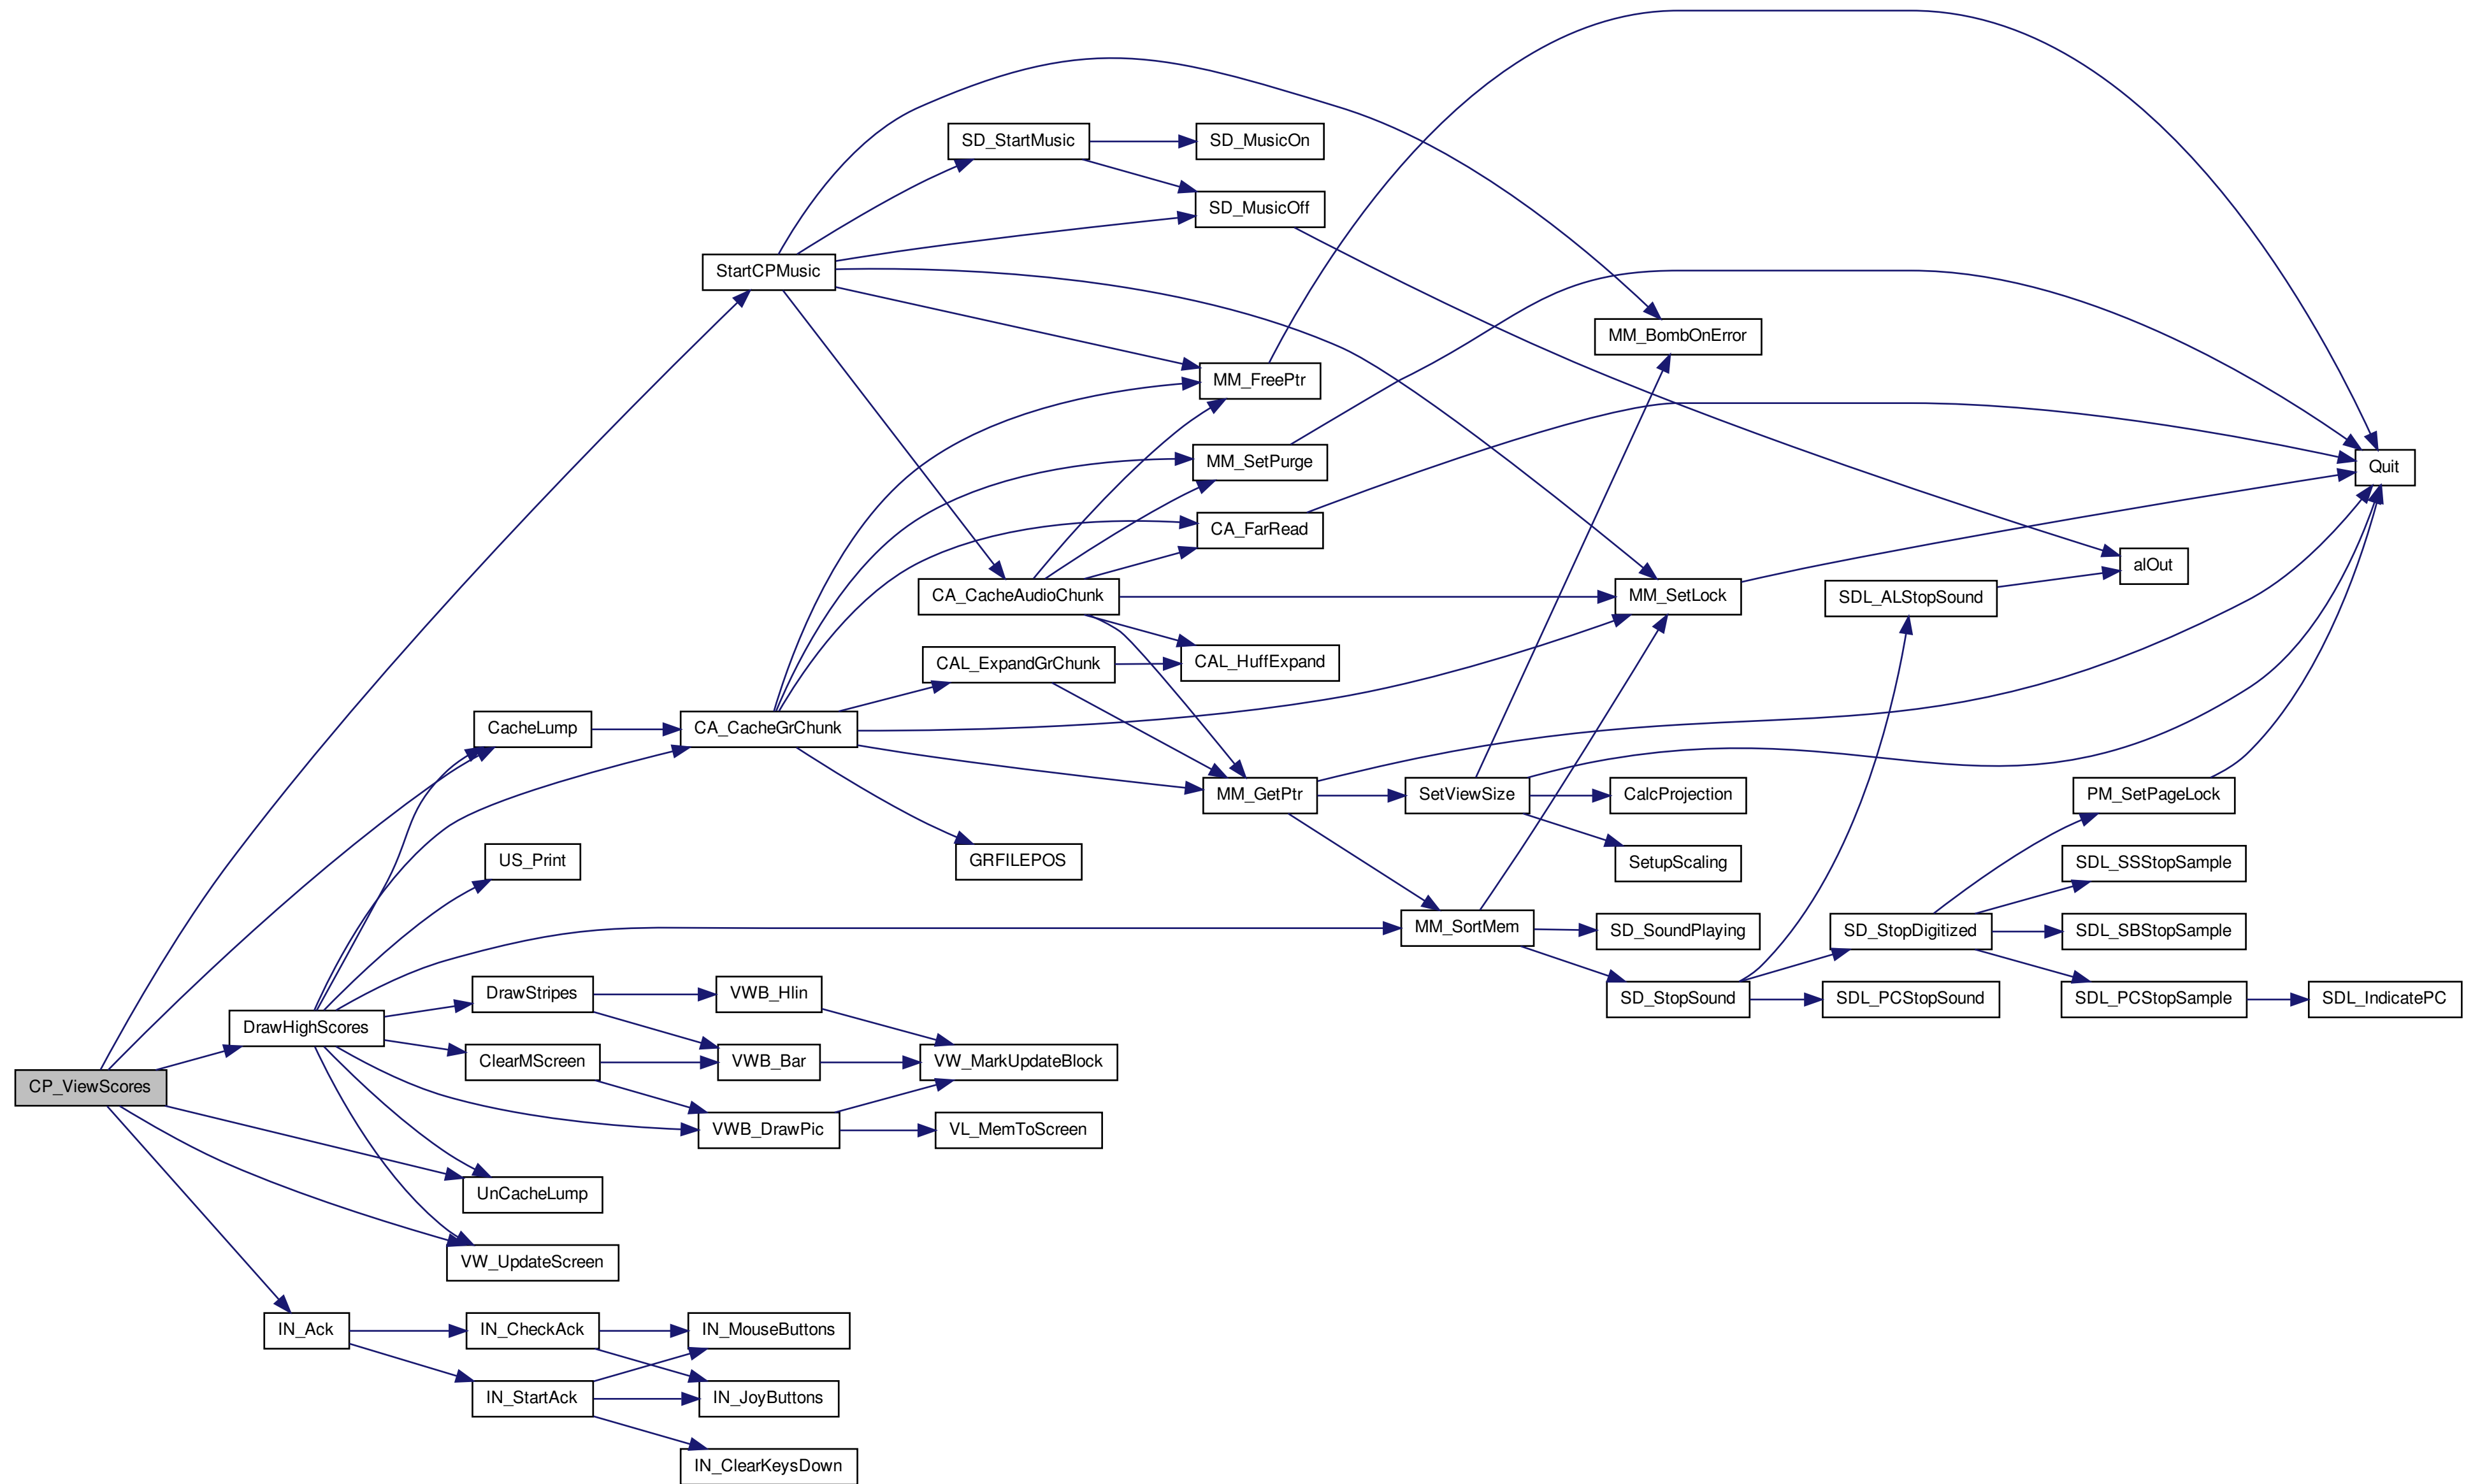 SD_StartMusic
SD_MusicOn
SD_MusicOff
StartCPMusic
MM_BombOnError
MM_FreePtr
MM_SetPurge
Quit
CA_FarRead
alOut
CA_CacheAudioChunk
MM_SetLock
SDL_ALStopSound
CAL_ExpandGrChunk
CAL_HuffExpand
CacheLump
CA_CacheGrChunk
MM_GetPtr
SetViewSize
CalcProjection
PM_SetPageLock
US_Print
GRFILEPOS
SetupScaling
SDL_SSStopSample
MM_SortMem
SD_SoundPlaying
SD_StopDigitized
SDL_SBStopSample
DrawStripes
VWB_Hlin
SD_StopSound
SDL_PCStopSound
SDL_PCStopSample
SDL_IndicatePC
DrawHighScores
ClearMScreen
VWB_Bar
VW_MarkUpdateBlock
CP_ViewScores
VWB_DrawPic
VL_MemToScreen
UnCacheLump
VW_UpdateScreen
IN_Ack
IN_CheckAck
IN_MouseButtons
IN_StartAck
IN_JoyButtons
IN_ClearKeysDown